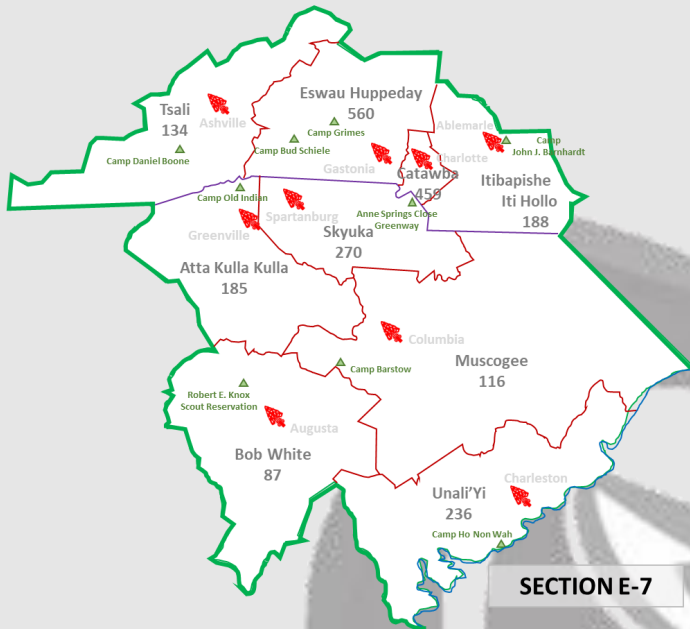 Eswau Huppeday
560
Tsali
134
Ashville
Camp Grimes
Camp Bud Schiele
Camp Daniel Boone
Gastonia
Ablemarle
Camp
John J. Barnhardt
Charlotte
Catawba
459
Itibapishe
Iti Hollo
188
Camp Old Indian
Spartanburg
Anne Springs Close
Greenway
Greenville
Skyuka
270
Atta Kulla Kulla
185
Columbia
Muscogee
116
Camp Barstow
Robert E. Knox
Scout Reservation
Augusta
Bob White
87
Charleston
Unali'Yi
236
Camp Ho Non Wah
SECTION E-7